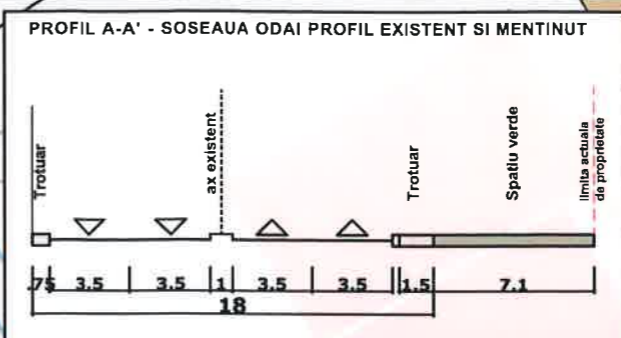 PROFIL A-A' - SOSEAUA ODAI PROFIL EXISTENT SI MENTINUT
Trotuar
ax existent
Trotuar
Spatiu verde
limita actuala
de proprietate
.75 3.5 3.5 1 3.5 3.5 1.5 7.1
18